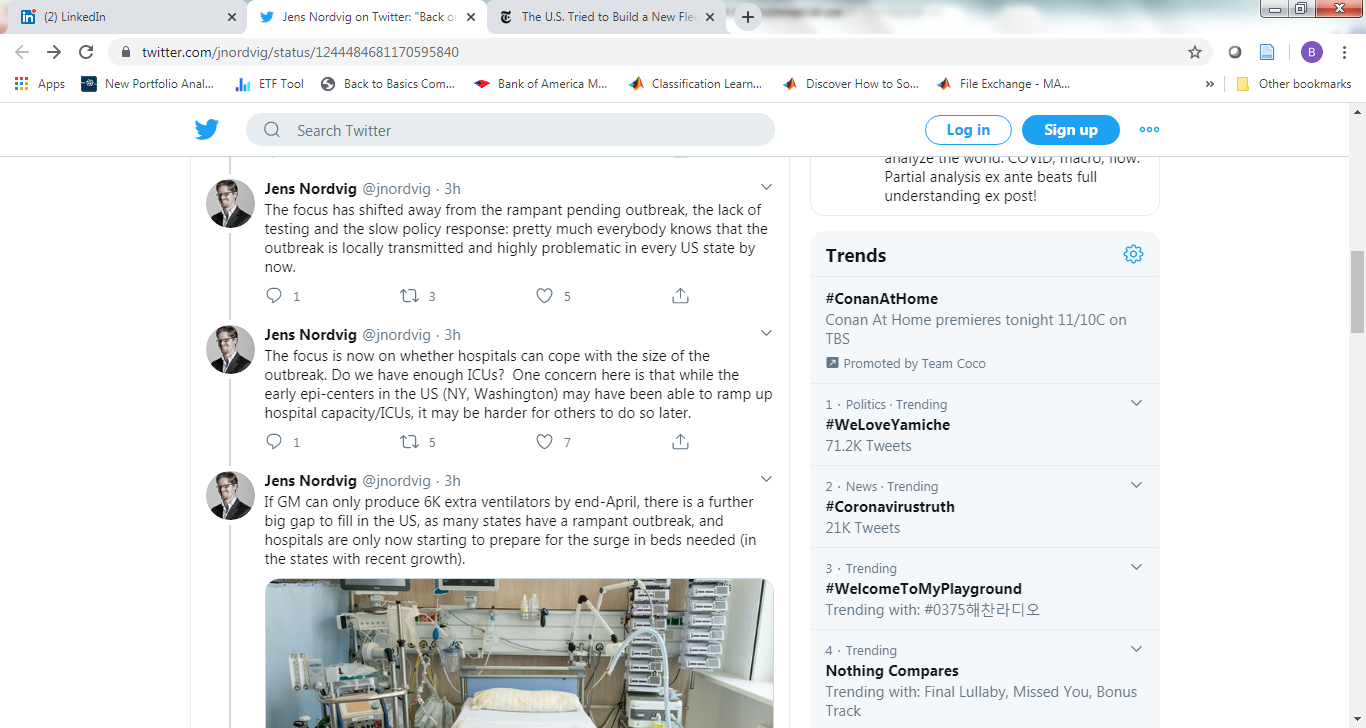 (2) LinkedIn
Jens Nordvig on Twitter: "Back or
The U.S. Tried to Build a New Fle
twitter.com/jnordvig/status/1244484681170595840
B
Apps
New Portfolio Anal...
ETF Tool
Back to Basics Com...
Bank of America M...
Classification Learn...
Discover How to So...
File Exchange - MA...
»
Other bookmarks
Search Twitter
Log in
Sign up
Jens Nordvig @jnordvig · 3h
The focus has shifted away from the rampant pending outbreak, the lack of
testing and the slow policy response: pretty much everybody knows that the
outbreak is locally transmitted and highly problematic in every US state by
now.
1
3
5
Jens Nordvig @jnordvig · 3h
The focus is now on whether hospitals can cope with the size of the
outbreak. Do we have enough ICUs? One concern here is that while the
early epi-centers in the US (NY, Washington) may have been able to ramp up
hospital capacity/ICUs, it may be harder for others to do so later.
1
5
7
Jens Nordvig @jnordvig · 3h
If GM can only produce 6K extra ventilators by end-April, there is a further
big gap to fill in the US, as many states have a rampant outbreak, and
hospitals are only now starting to prepare for the surge in beds needed (in
the states with recent growth).
analyze the world. COVID, macro, flow.
Partial analysis ex ante beats full
understanding ex post!
Trends
#ConanAtHome
Conan At Home premieres tonight 11/10C on
TBS
Promoted by Team Coco
1 · Politics · Trending
#WeLoveYamiche
71.2K Tweets
2 · News · Trending
#Coronavirustruth
21K Tweets
3 · Trending
#WelcomeToMyPlayground
Trending with: #0375해찬라디오
4 · Trending
Nothing Compares
Trending with: Final Lullaby, Missed You, Bonus
Track